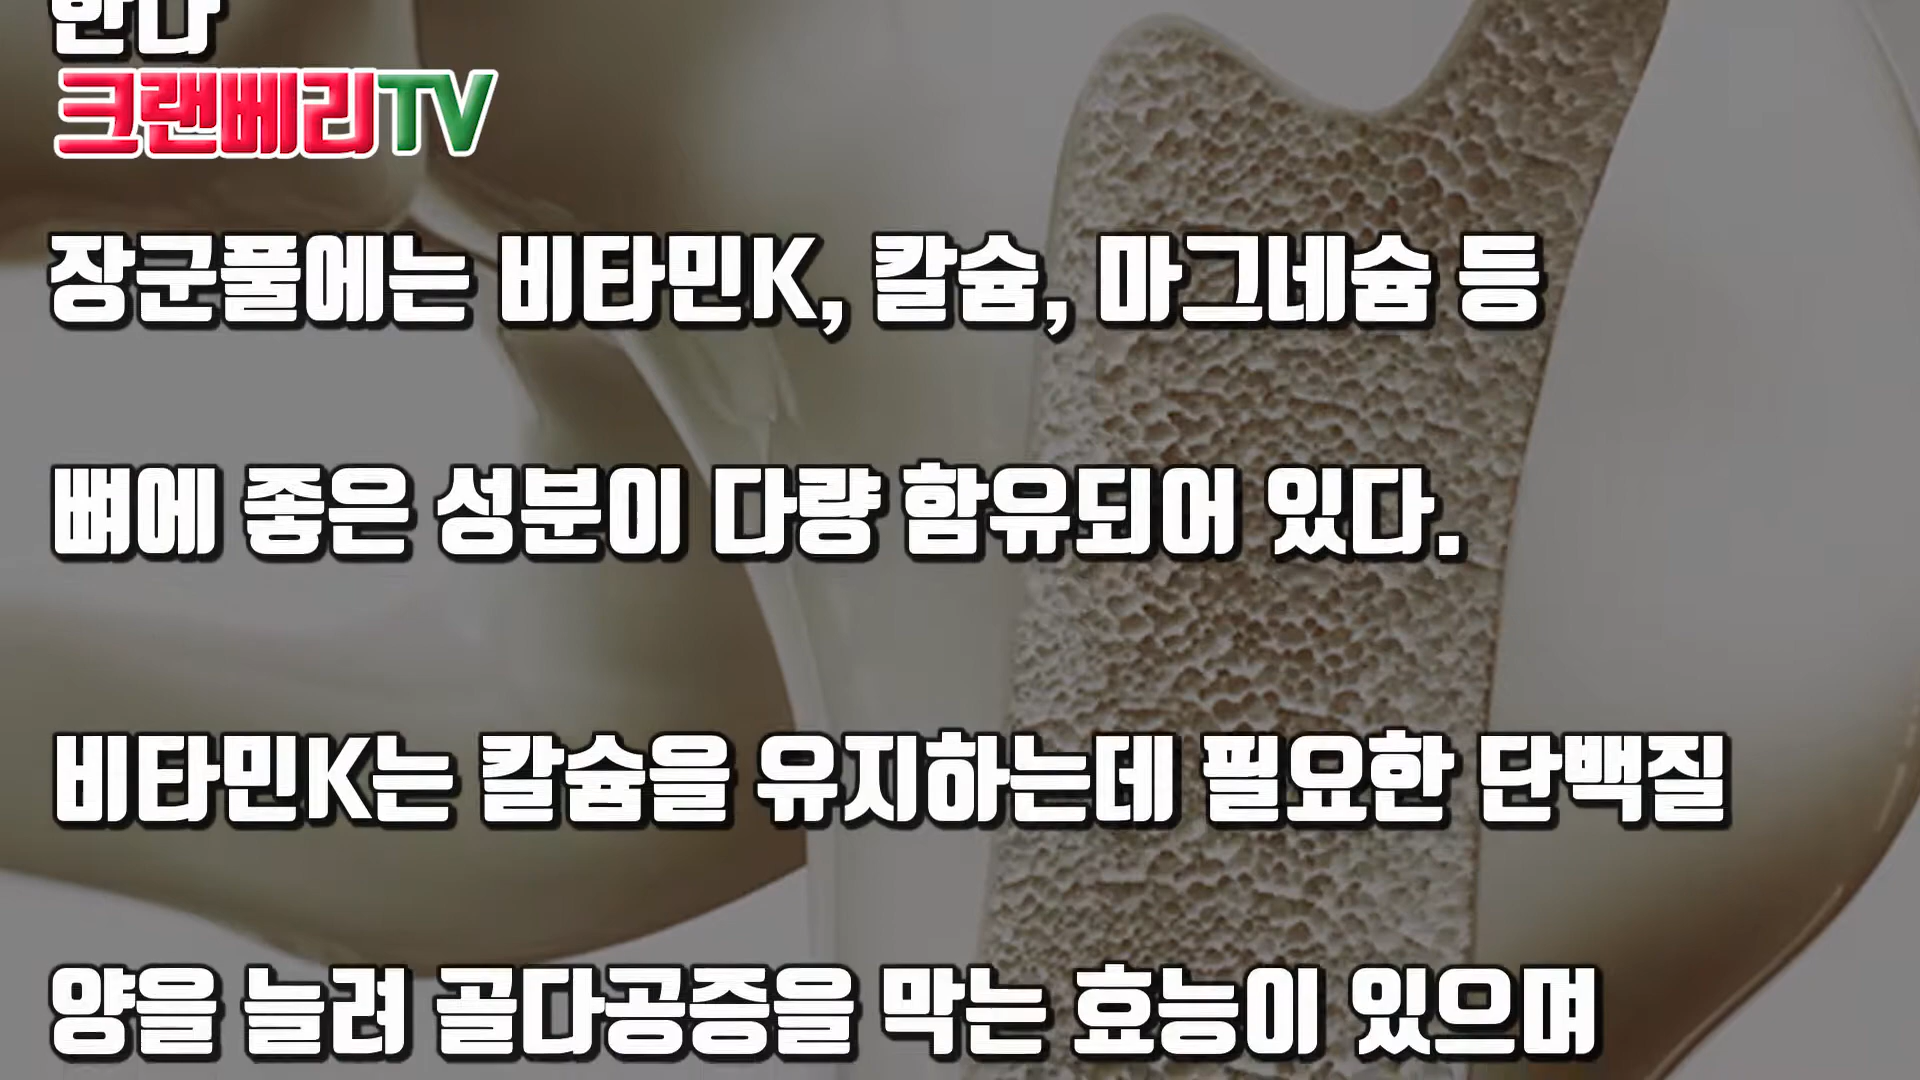 한다
크랜베리TV
장군풀에는 비타민K, 칼슘, 마그네슘 등
뼈에 좋은 성분이 다량 함유되어 있다.
비타민K는 칼슘을 유지하는데 필요한 단백질
양을 늘려 골다공증을 막는 효능이 있으며